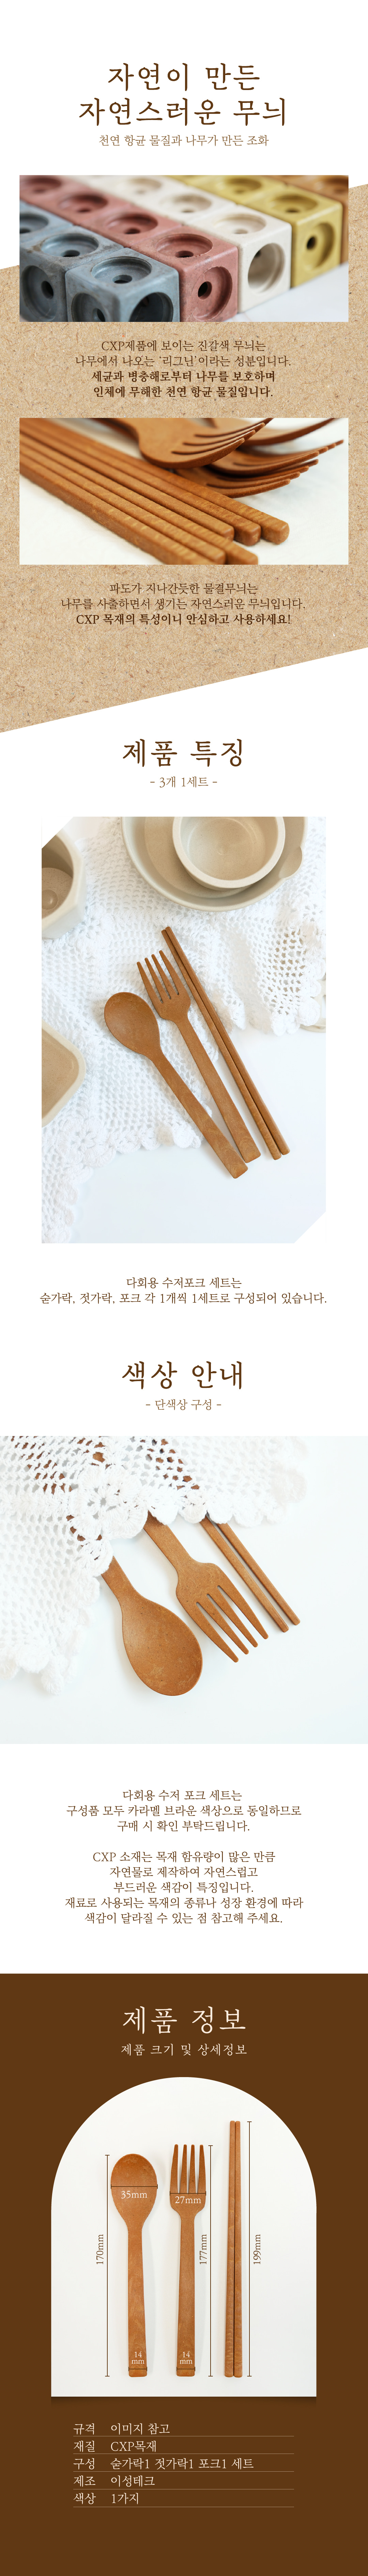 자연이 만든
자연스러운 무늬
천연 항균 물질과 나무가 만든 조화
CXP제품에 보이는 진갈색 무늬는
나무에서 나오는 '리그닌'이라는 성분입니다.
세균과 병충해로부터 나무를 보호하며
인체에 무해한 천연 항균 물질입니다.
파도가 지나간듯한 물결무늬는
나무를 사출하면서 생기는 자연스러운 무늬입니다.
CXP 목재의 특성이니 안심하고 사용하세요!
제품 특징
- 3개 1세트 -
다회용 수저포크 세트는
숟가락, 젓가락, 포크 각 1개씩 1세트로 구성되어 있습니다.
색상 안내
- 단색상 구성 -
다회용 수저 포크 세트는
구성품 모두 카라멜 브라운 색상으로 동일하므로
구매 시 확인 부탁드립니다.
CXP 소재는 목재 함유량이 많은 만큼
자연물로 제작하여 자연스럽고
부드러운 색감이 특징입니다.
재료로 사용되는 목재의 종류나 성장 환경에 따라
색감이 달라질 수 있는 점 참고해 주세요.
제품 정보
제품 크기 및 상세정보
35mm
27mm
170mm
177mm
199mm
14
mm
14
mm
규격 이미지 참고
재질 CXP목재
구성 숟가락1 젓가락1 포크1 세트
제조 이성테크
색상 1가지